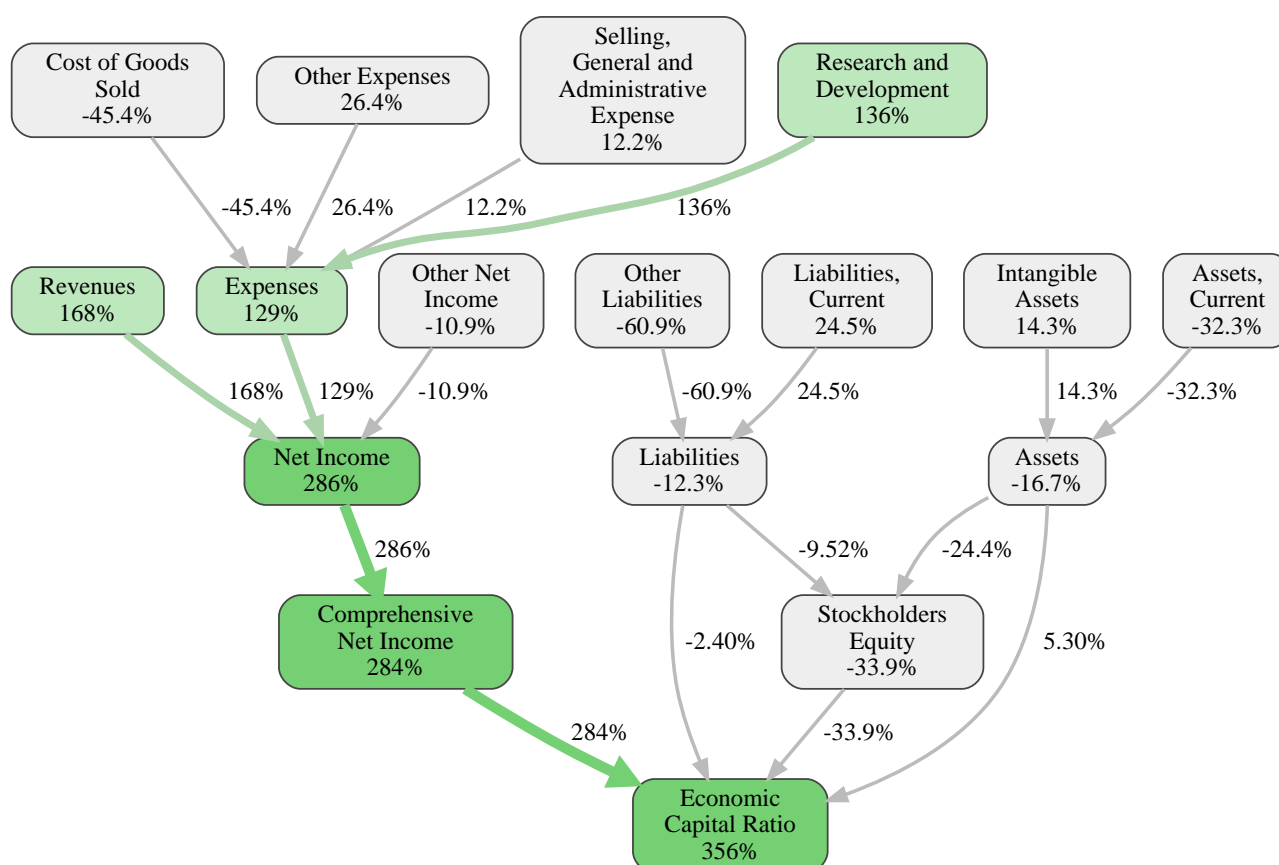 Cost of Goods
Sold
-45.4%
Other Expenses
26.4%
Selling,
General and
Administrative
Expense
12.2%
Research and
Development
136%
-45.4%
26.4%
12.2%
136%
Revenues
168%
Expenses
129%
Other Net
Income
-10.9%
Other
Liabilities
-60.9%
Liabilities,
Current
24.5%
Intangible
Assets
14.3%
Assets,
Current
-32.3%
168%
129%
-10.9%
-60.9%
24.5%
14.3%
-32.3%
Net Income
286%
Liabilities
-12.3%
Assets
-16.7%
286%
-9.52%
-24.4%
Comprehensive
Net Income
284%
-2.40%
Stockholders
Equity
-33.9%
5.30%
284%
-33.9%
Economic
Capital Ratio
356%